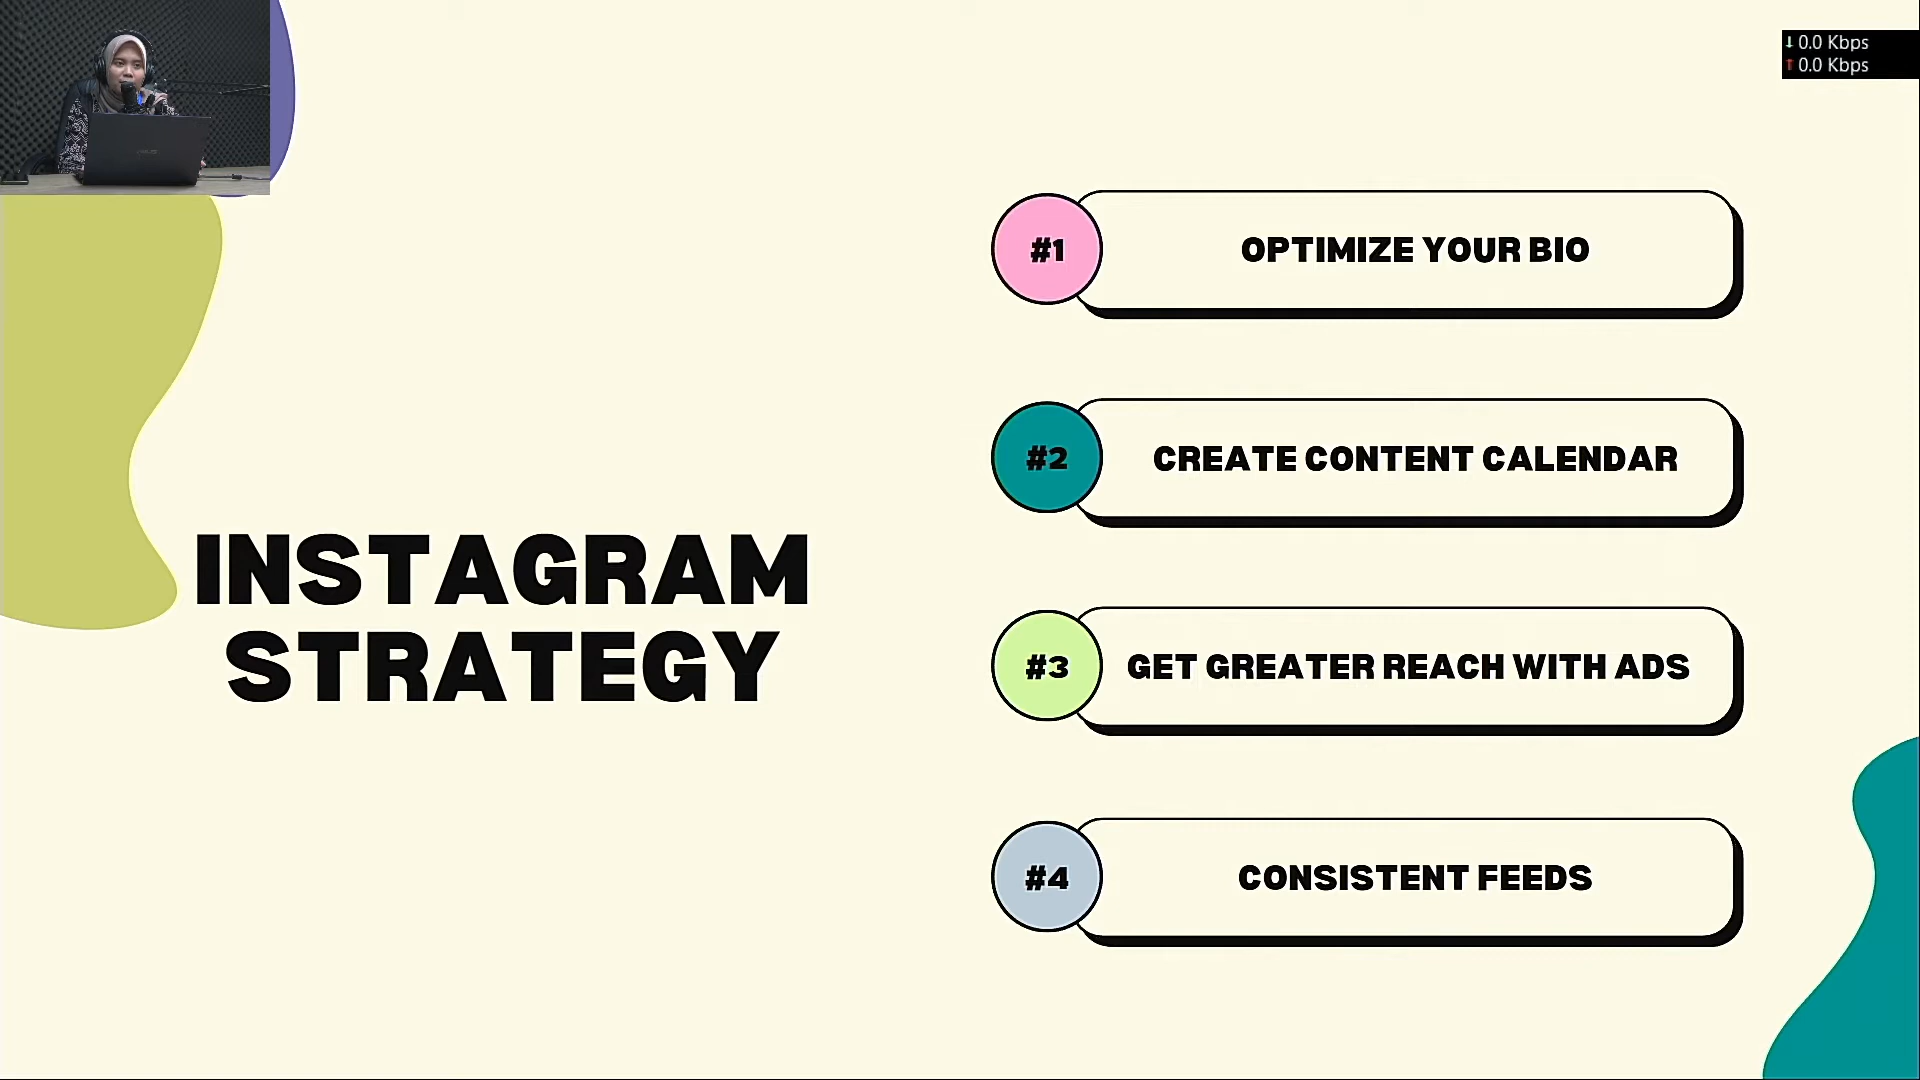 ↓ 0.0 Kbps
↑ 0.0 Kbps
INSTAGRAM
STRATEGY
#1
OPTIMIZE YOUR BIO
#2
CREATE CONTENT CALENDAR
#3
GET GREATER REACH WITH ADS
#4
CONSISTENT FEEDS